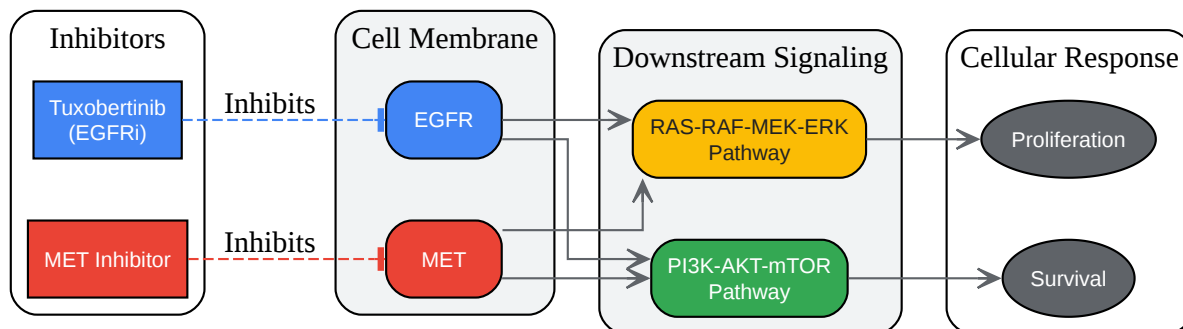 Inhibitors
Cell Membrane
Downstream Signaling
Cellular Response
Tuxobertinib
(EGFRi)
Inhibits
EGFR
RAS-RAF-MEK-ERK
Pathway
Proliferation
MET Inhibitor
Inhibits
MET
PI3K-AKT-mTOR
Pathway
Survival